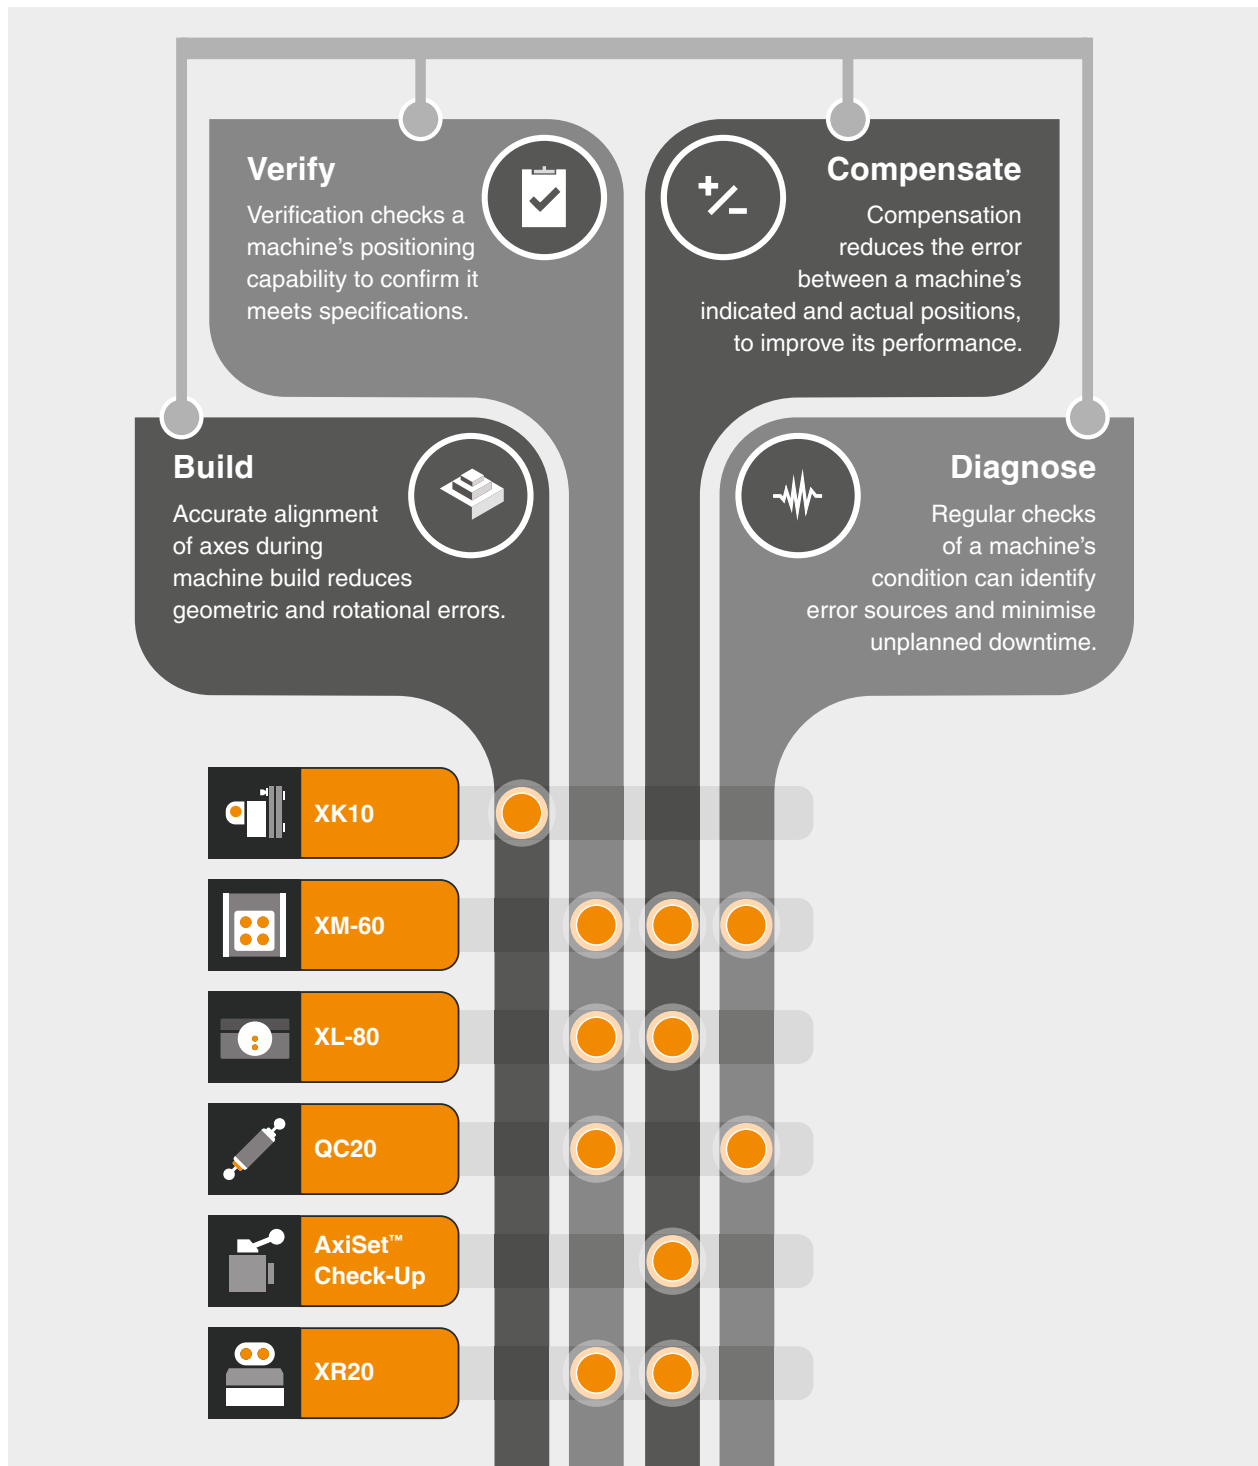 Verify
Verification checks a
machine’s positioning
capability to confirm it
meets specifications.
Compensate
Compensation
reduces the error
between a machine’s
indicated and actual positions,
to improve its performance.
Build
Accurate alignment
of axes during
machine build reduces
geometric and rotational errors.
Diagnose
Regular checks
of a machine’s
condition can identify
error sources and minimise
unplanned downtime.
XK10
XM-60
XL-80
QC20
AxiSet™
Check-Up
XR20